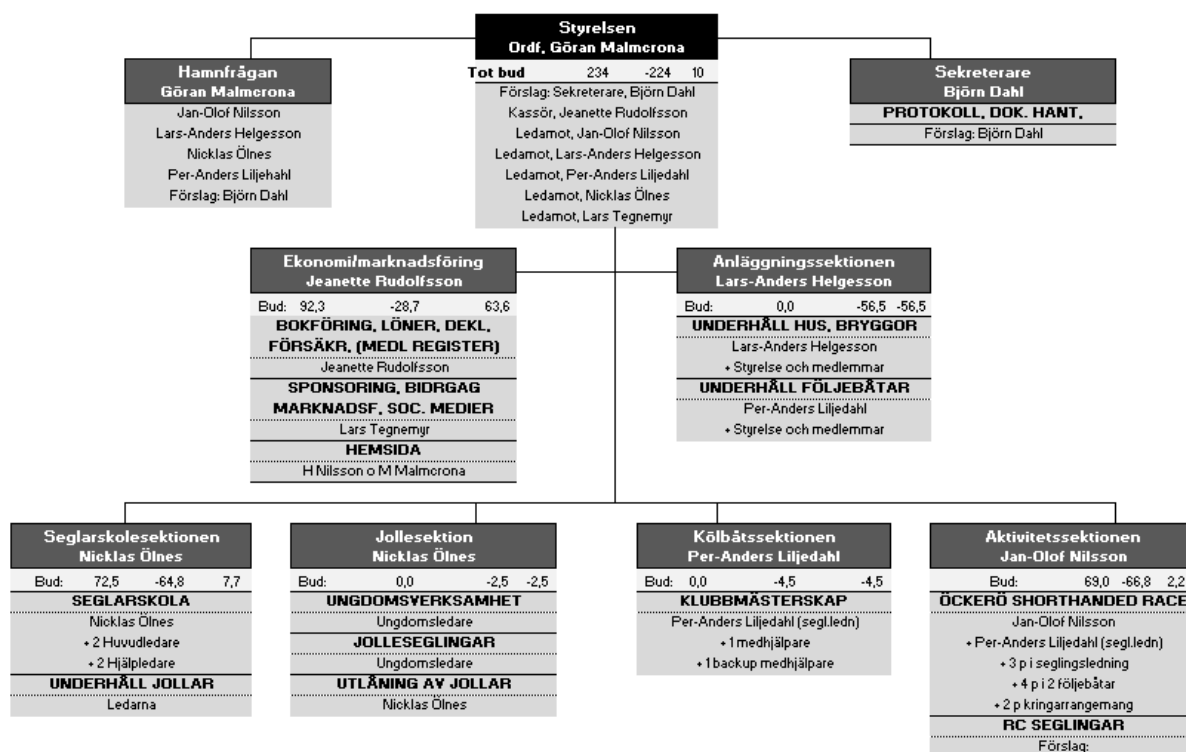 Styrelsen
Ordf, Göran Malmcrona
Tot bud 234 -224 10
Förslag: Sekreterare, Björn Dahl
Kassör, Jeanette Rudolfsson
Ledamot, Jan-Olof Nilsson
Ledamot, Lars-Anders Helgesson
Ledamot, Per-Anders Liljedahl
Ledamot, Nicklas Ölnes
Ledamot, Lars Tegnemyr
Hamnfrågan
Göran Malmcrona
Jan-Olof Nilsson
Lars-Anders Helgesson
Nicklas Ölnes
Per-Anders Liljehahl
Förslag: Björn Dahl
Sekreterare
Björn Dahl
PROTOKOLL, DOK. HANT,
Förslag: Björn Dahl
Ekonomi/marknadsföring
Jeanette Rudolfsson
Bud: 92,3 -28,7 63,6
BOKFÖRING, LÖNER, DEKL,
FÖRSÄKR, (MEDL REGISTER)
Jeanette Rudolfsson
SPONSORING, BIDRGAG
MARKNADSF, SOC. MEDIER
Lars Tegnemyr
HEMSIDA
H Nilsson o M Malmcrona
Anläggningssektionen
Lars-Anders Helgesson
Bud: 0,0 -56,5 -56,5
UNDERHÅLL HUS, BRYGGOR
Lars-Anders Helgesson
+ Styrelse och medlemmar
UNDERHÅLL FÖLJEBÅTAR
Per-Anders Liljedahl
+ Styrelse och medlemmar
Seglarskolesektionen
Nicklas Ölnes
Bud: 72,5 -64,8 7,7
SEGLARSKOLA
Nicklas Ölnes
+ 2 Huvudledare
+ 2 Hjälpledare
UNDERHÅLL JOLLAR
Ledarna
Jollesektion
Nicklas Ölnes
Bud: 0,0 -2,5 -2,5
UNGDOMSVERKSAMHET
Ungdomsledare
JOLLESEGLINGAR
Ungdomsledare
UTLÅNING AV JOLLAR
Nicklas Ölnes
Kölbåtssektionen
Per-Anders Liljedahl
Bud: 0,0 -4,5 -4,5
KLUBBMÄSTERSKAP
Per-Anders Liljedahl (segl.ledn)
+ 1 medhjälpare
+ 1 backup medhjälpare
Aktivitetssektionen
Jan-Olof Nilsson
Bud: 69,0 -66,8 2,2
ÖCKERÖ SHORTHANDED RACE
Jan-Olof Nilsson
+ Per-Anders Liljedahl (segl.ledn)
+ 3 p i seglingsledning
+ 4 p i 2 följebåtar
+ 2 p kringarrangemang
RC SEGLINGAR
Förslag: